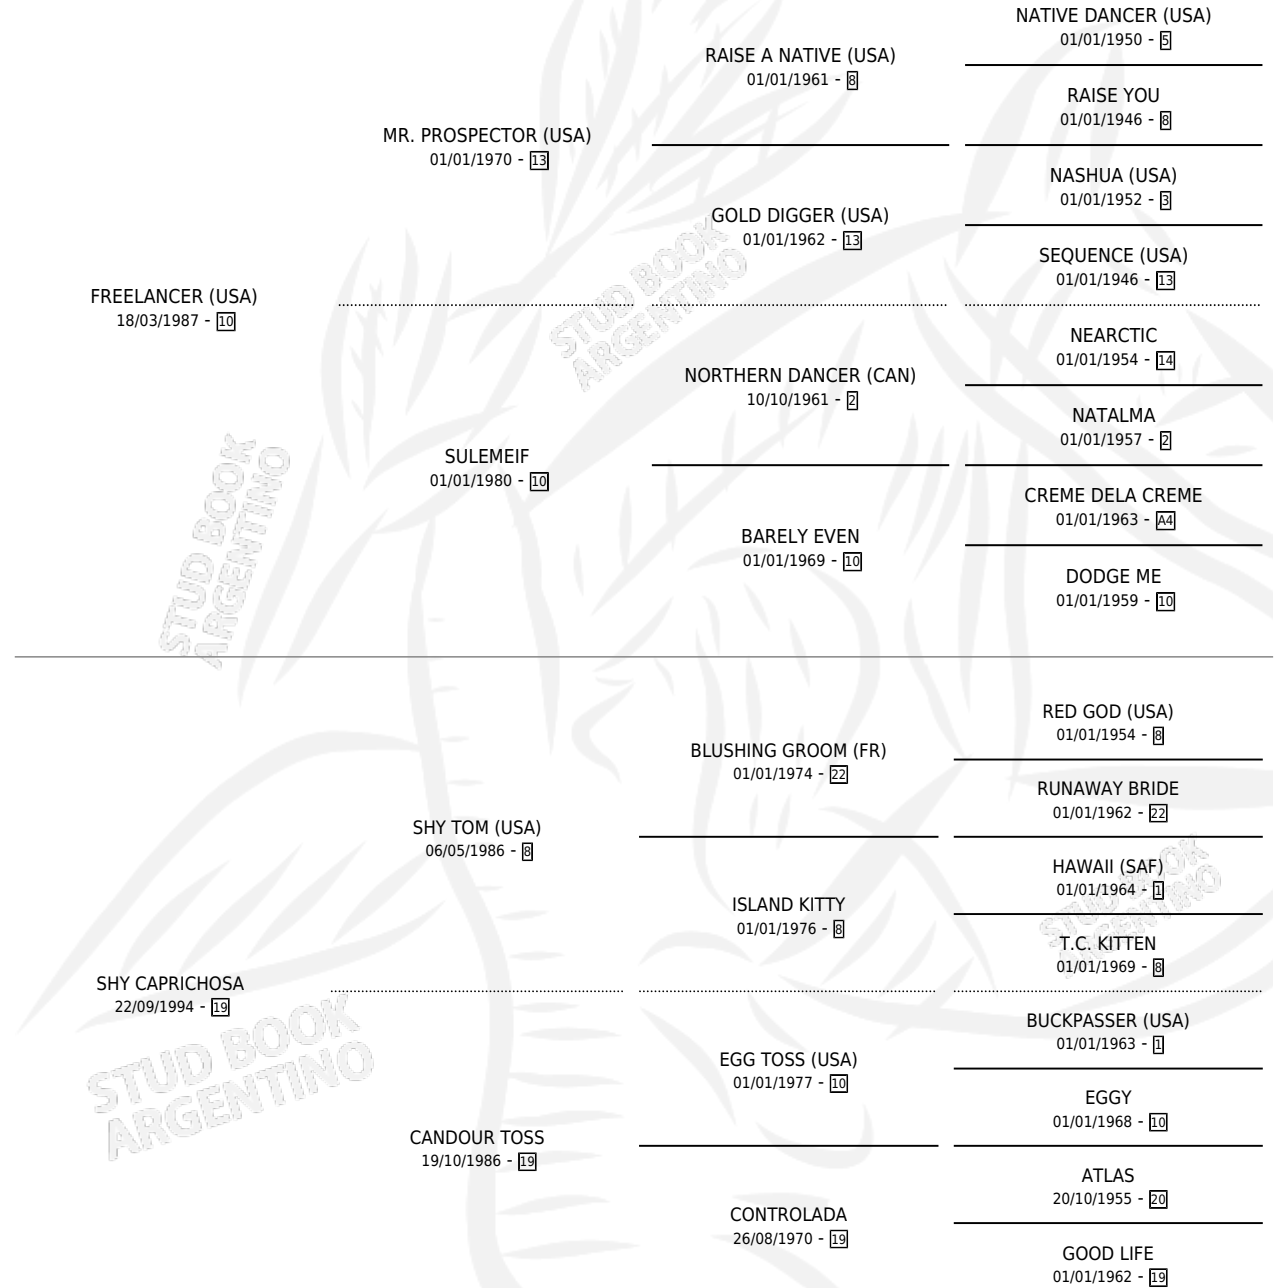 NATIVE DANCER (USA)
01/01/1950 - 5
RAISE A NATIVE (USA)
01/01/1961 - 8
RAISE YOU
01/01/1946 - 8
MR. PROSPECTOR (USA)
01/01/1970 - 13
NASHUA (USA)
01/01/1952 - 3
GOLD DIGGER (USA)
01/01/1962 - 13
SEQUENCE (USA)
01/01/1946 - 13
FREELANCER (USA)
18/03/1987 - 10
STUD BOOK
ARGENTINO
NEARCTIC
01/01/1954 - 14
NORTHERN DANCER (CAN)
10/10/1961 - 2
NATALMA
01/01/1957 - 2
SULEMEIF
01/01/1980 - 10
STUD BOOK
ARGENTINO
CREME DELA CREME
01/01/1963 - A4
BARELY EVEN
01/01/1969 - 10
DODGE ME
01/01/1959 - 10
RED GOD (USA)
01/01/1954 - 8
BLUSHING GROOM (FR)
01/01/1974 - 22
RUNAWAY BRIDE
01/01/1962 - 22
SHY TOM (USA)
06/05/1986 - 8
HAWAII (SAF)
01/01/1964 - 1
STUD BOOK
ARGENTINO
ISLAND KITTY
01/01/1976 - 8
T.C. KITTEN
01/01/1969 - 8
SHY CAPRICHOSA
22/09/1994 - 19
STUD BOOK
ARGENTINO
BUCKPASSER (USA)
01/01/1963 - 1
EGG TOSS (USA)
01/01/1977 - 10
EGGY
01/01/1968 - 10
CANDOUR TOSS
19/10/1986 - 19
ATLAS
20/10/1955 - 20
CONTROLADA
26/08/1970 - 19
GOOD LIFE
01/01/1962 - 19